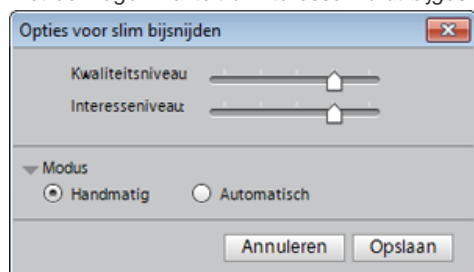 Opties voor slim bijsnijden
Kwaliteitsniveau
Interesseniveau:
Modus
Handmatig
Automatisch
Annuleren
Opslaan